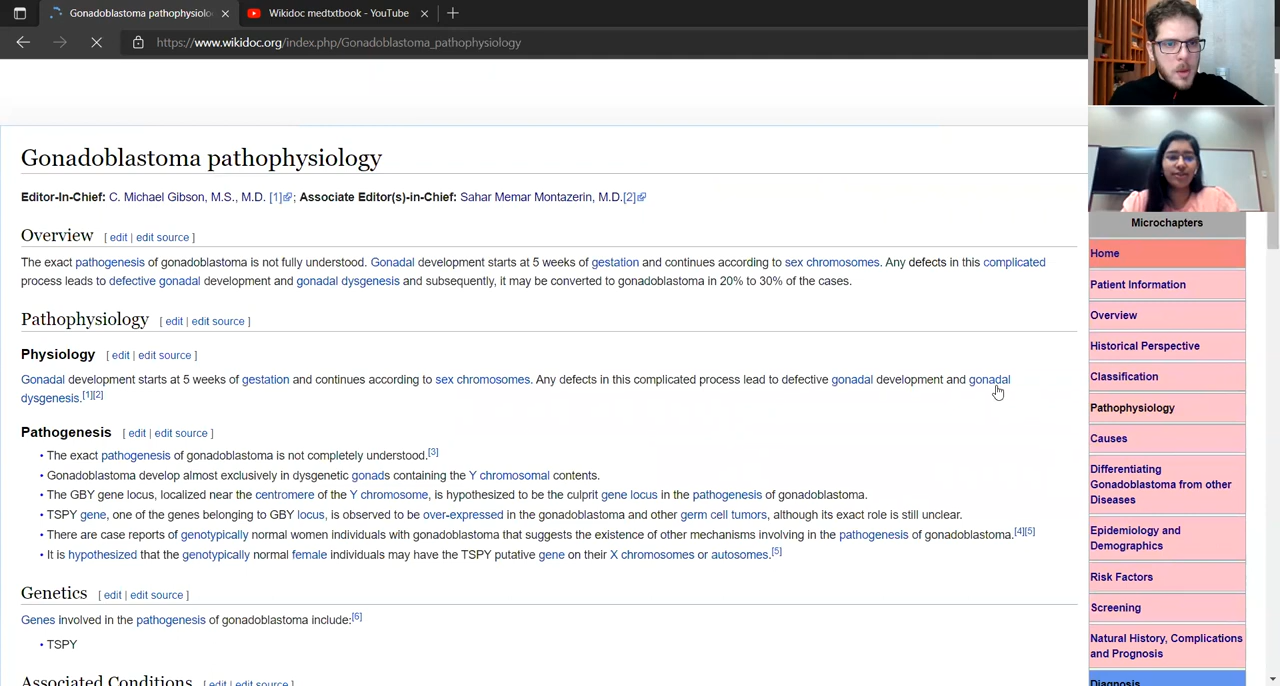 Gonadoblastoma pathophysiolo
Wikidoc medtxtbook - YouTube
https://www.wikidoc.org/index.php/Gonadoblastoma_pathophysiology
Gonadoblastoma pathophysiology
Editor-In-Chief: C. Michael Gibson, M.S., M.D. [1]; Associate Editor(s)-in-Chief: Sahar Memar Montazerin, M.D.[2]
Overview [ edit | edit source ]
The exact pathogenesis of gonadoblastoma is not fully understood. Gonadal development starts at 5 weeks of gestation and continues according to sex chromosomes. Any defects in this complicated
process leads to defective gonadal development and gonadal dysgenesis and subsequently, it may be converted to gonadoblastoma in 20% to 30% of the cases.
Pathophysiology [ edit | edit source ]
Physiology [ edit | edit source ]
Gonadal development starts at 5 weeks of gestation and continues according to sex chromosomes. Any defects in this complicated process lead to defective gonadal development and gonadal
dysgenesis.[1][2]
Pathogenesis [ edit | edit source ]
• The exact pathogenesis of gonadoblastoma is not completely understood.[3]
• Gonadoblastoma develop almost exclusively in dysgenetic gonads containing the Y chromosomal contents.
• The GBY gene locus, localized near the centromere of the Y chromosome, is hypothesized to be the culprit gene locus in the pathogenesis of gonadoblastoma.
• TSPY gene, one of the genes belonging to GBY locus, is observed to be over-expressed in the gonadoblastoma and other germ cell tumors, although its exact role is still unclear.
• There are case reports of genotypically normal women individuals with gonadoblastoma that suggests the existence of other mechanisms involving in the pathogenesis of gonadoblastoma.[4][5]
• It is hypothesized that the genotypically normal female individuals may have the TSPY putative gene on their X chromosomes or autosomes.[5]
Genetics [ edit | edit source ]
Genes Involved in the pathogenesis of gonadoblastoma include:[6]
• TSPY
Associated Conditions [ edit | edit source ]
Microchapters
Home
Patient Information
Overview
Historical Perspective
Classification
Pathophysiology
Causes
Differentiating
Gonadoblastoma from other
Diseases
Epidemiology and
Demographics
Risk Factors
Screening
Natural History, Complications
and Prognosis
Diagnosis